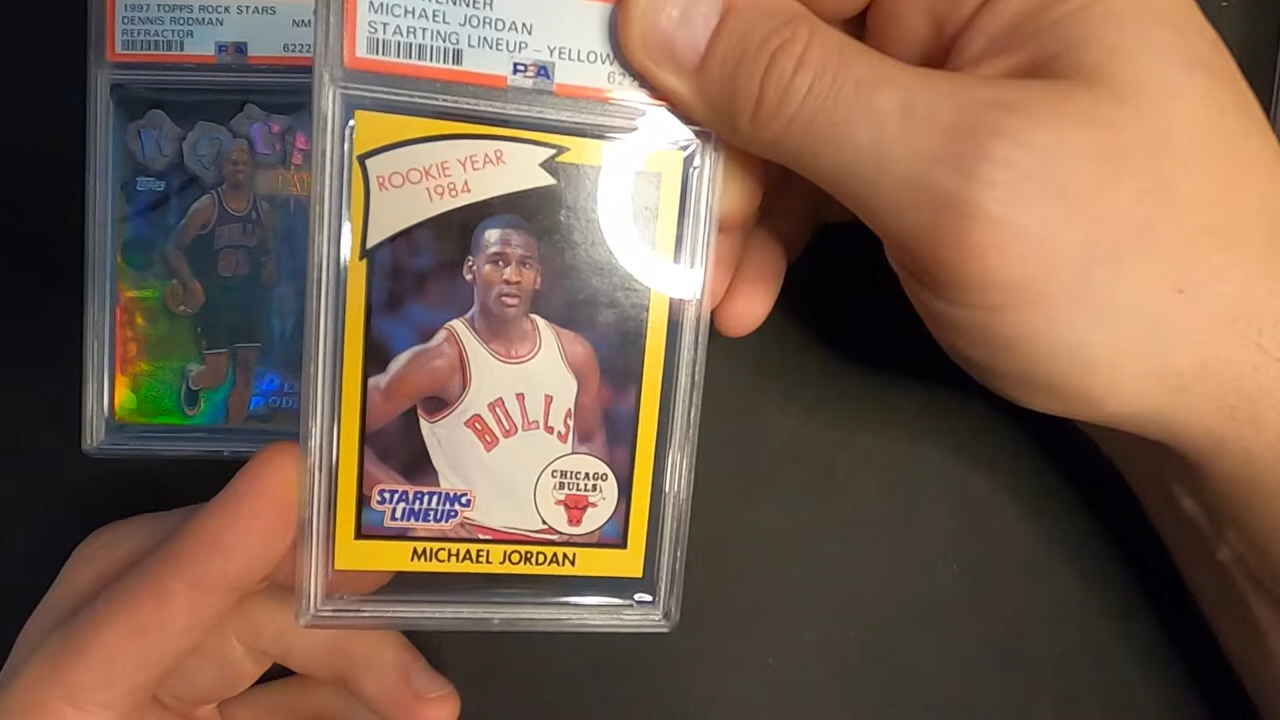 1997 TOPPS ROCK STARS
DENNIS RODMAN NM
REFRACTOR
PSA 6222
TOPPS
KENNER
MICHAEL JORDAN
STARTING LINEUP - YELLOW
PSA
ROOKIE YEAR
1984
BULLS
CHICAGO
BULLS
STARTING
LINEUP
MICHAEL JORDAN